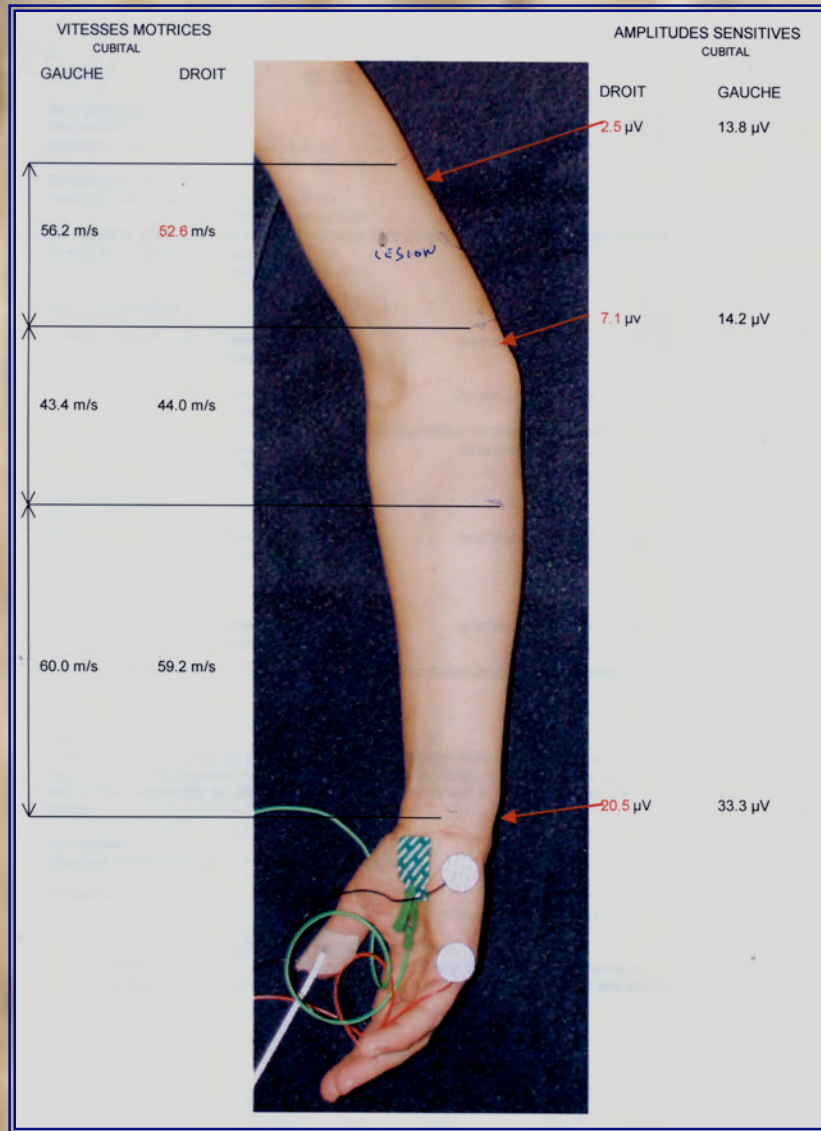 VITESSES MOTRICES
CUBITAL
GAUCHE DROIT
AMPLITUDES SENSITIVES
CUBITAL
DROIT GAUCHE
2.5 µV 13.8 µV
56.2 m/s 52.6 m/s
LESION
7.1 µv 14.2 µV
43.4 m/s 44.0 m/s
60.0 m/s 59.2 m/s
20.5 µV 33.3 µV